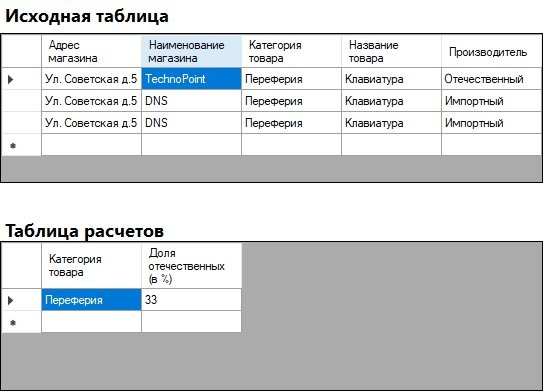 Исходная таблица
Адрес магазина Наименование магазина Категория товара Название товара Производитель
Ул. Советская д.5 TechnoPoint Переферия Клавиатура Отечественный
Ул. Советская д.5 DNS Переферия Клавиатура Импортный
Ул. Советская д.5 DNS Переферия Клавиатура Импортный
Таблица расчетов
Категория товара Доля отечественных (в %)
Переферия 33